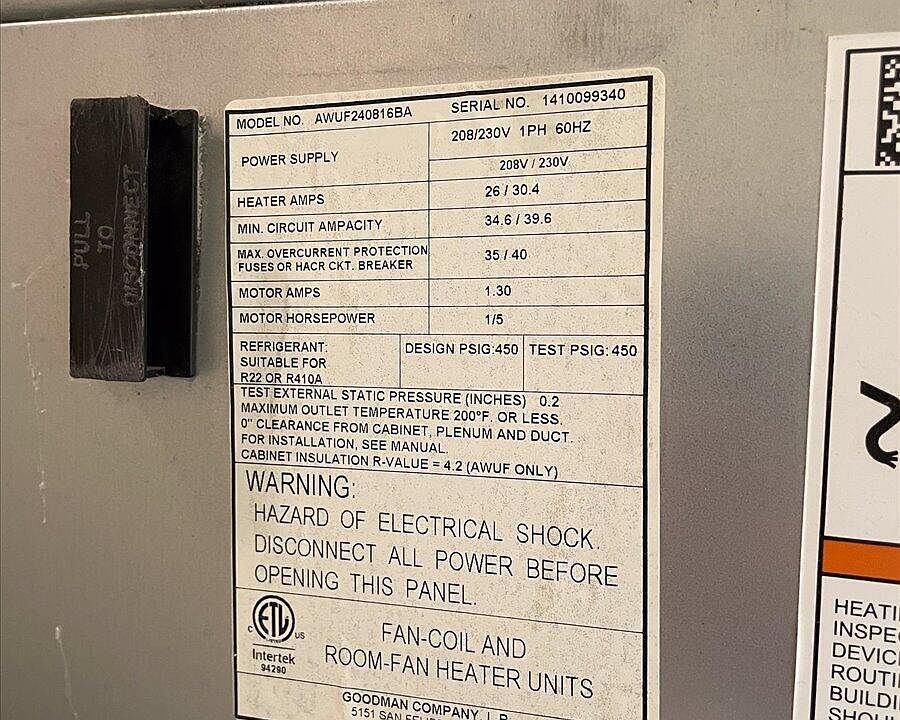 PULL
TO
DISCONNECT
MODEL NO. AWUF240816BA SERIAL NO. 1410099340
POWER SUPPLY
208/230V 1PH 60HZ
208V / 230V
HEATER AMPS 26 / 30.4
MIN. CIRCUIT AMPACITY 34.6 / 39.6
MAX. OVERCURRENT PROTECTION
FUSES OR HACR CKT. BREAKER
35 / 40
MOTOR AMPS 1.30
MOTOR HORSEPOWER 1/5
REFRIGERANT:
SUITABLE FOR
R22 OR R410A
DESIGN PSIG:450 TEST PSIG: 450
TEST EXTERNAL STATIC PRESSURE (INCHES) 0.2
MAXIMUM OUTLET TEMPERATURE 200°F. OR LESS.
0" CLEARANCE FROM CABINET, PLENUM AND DUCT.
FOR INSTALLATION, SEE MANUAL.
CABINET INSULATION R-VALUE = 4.2 (AWUF ONLY)
WARNING:
HAZARD OF ELECTRICAL SHOCK.
DISCONNECT ALL POWER BEFORE
OPENING THIS PANEL.
C ETL US
Intertek
94290
FAN-COIL AND
ROOM-FAN HEATER UNITS
GOODMAN COMPANY, L.P.
5151 SAN
HEATI
INSPE
DEVIC
ROUTI
BUILDI
SHOU